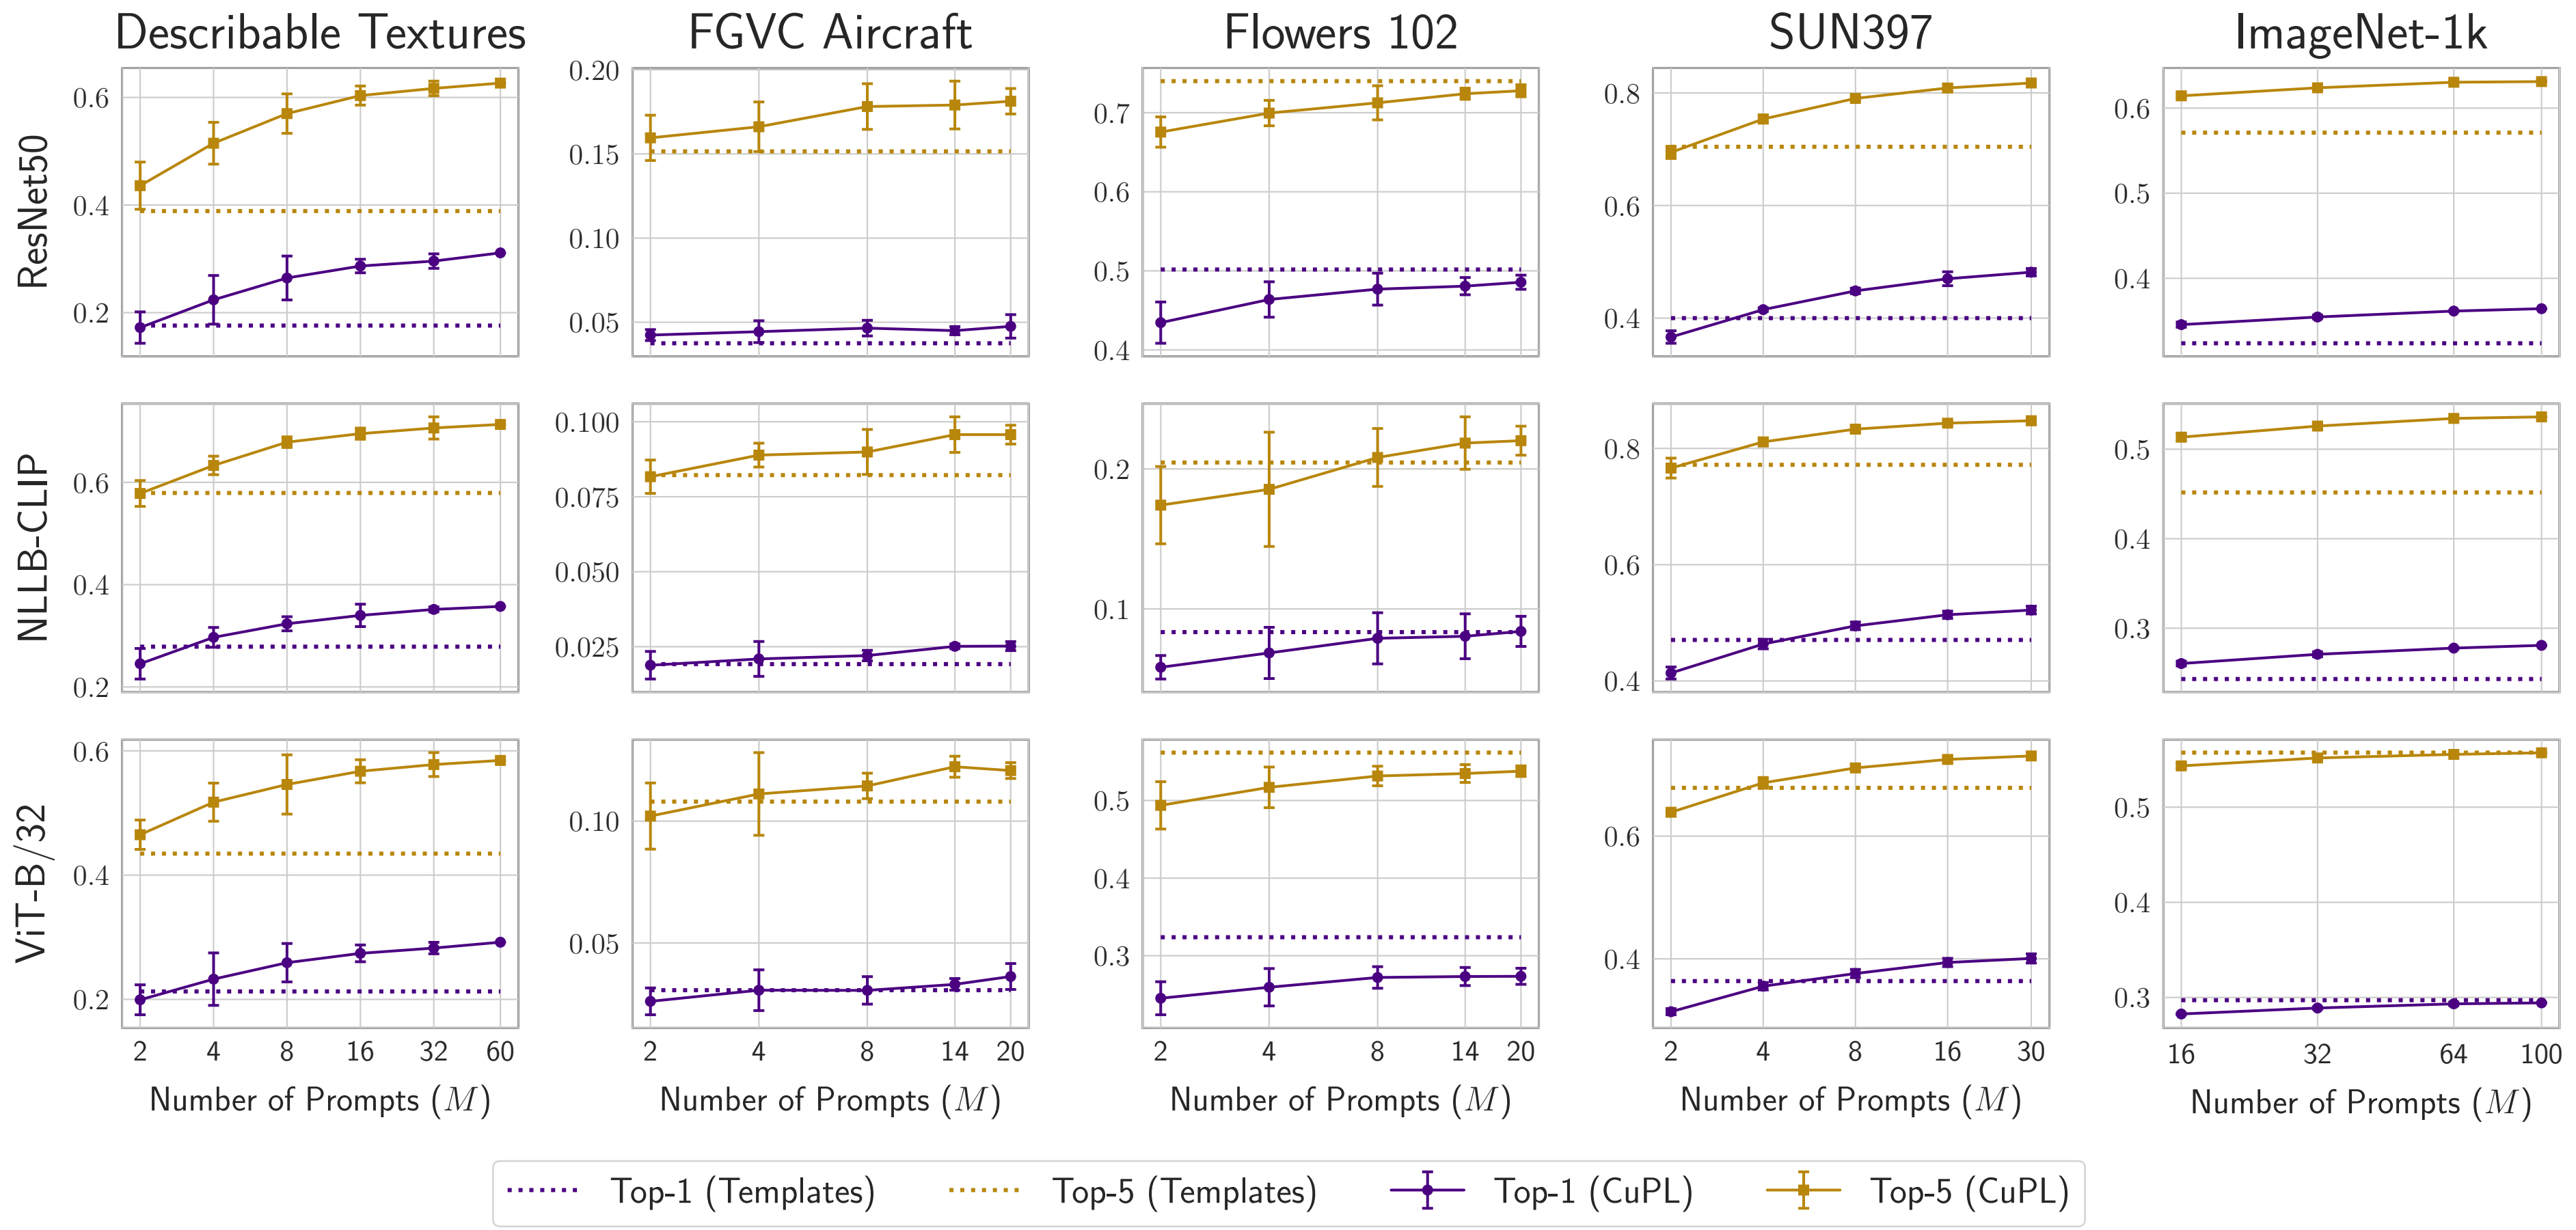 Describable Textures
FGVC Aircraft
Flowers 102
SUN397
ImageNet-1k
ResNet50
0.6
0.4
0.2
0.20
0.15
0.10
0.05
0.7
0.6
0.5
0.4
0.8
0.6
0.4
0.6
0.5
0.4
NLLB-CLIP
0.6
0.4
0.2
0.100
0.075
0.050
0.025
0.2
0.1
0.8
0.6
0.4
0.5
0.4
0.3
ViT-B/32
0.6
0.4
0.2
0.10
0.05
0.5
0.4
0.3
0.6
0.4
0.5
0.4
0.3
2 4 8 16 32 60
2 4 8 14 20
2 4 8 14 20
2 4 8 16 30
16 32 64 100
Number of Prompts (M)
Number of Prompts (M)
Number of Prompts (M)
Number of Prompts (M)
Number of Prompts (M)
Top-1 (Templates)
Top-5 (Templates)
Top-1 (CuPL)
Top-5 (CuPL)